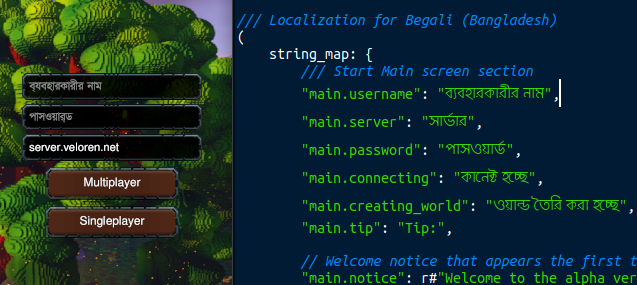 ব্যবহারকারীর নাম
পাসওয়ার্ড
server.veloren.net
Multiplayer
Singleplayer
/// Localization for Begali (Bangladesh)
(
string_map: {
/// Start Main screen section
"main.username": "ব্যবহারকারীর নাম",
"main.server": "সার্ভার",
"main.password": "পাসওয়ার্ড",
"main.connecting": "কানেক্ট হচ্ছে",
"main.creating_world": "ওয়ার্ল্ড তৈরি করা হচ্ছে",
"main.tip": "Tip:",
// Welcome notice that appears the first t
"main.notice": r#"Welcome to the alpha ver